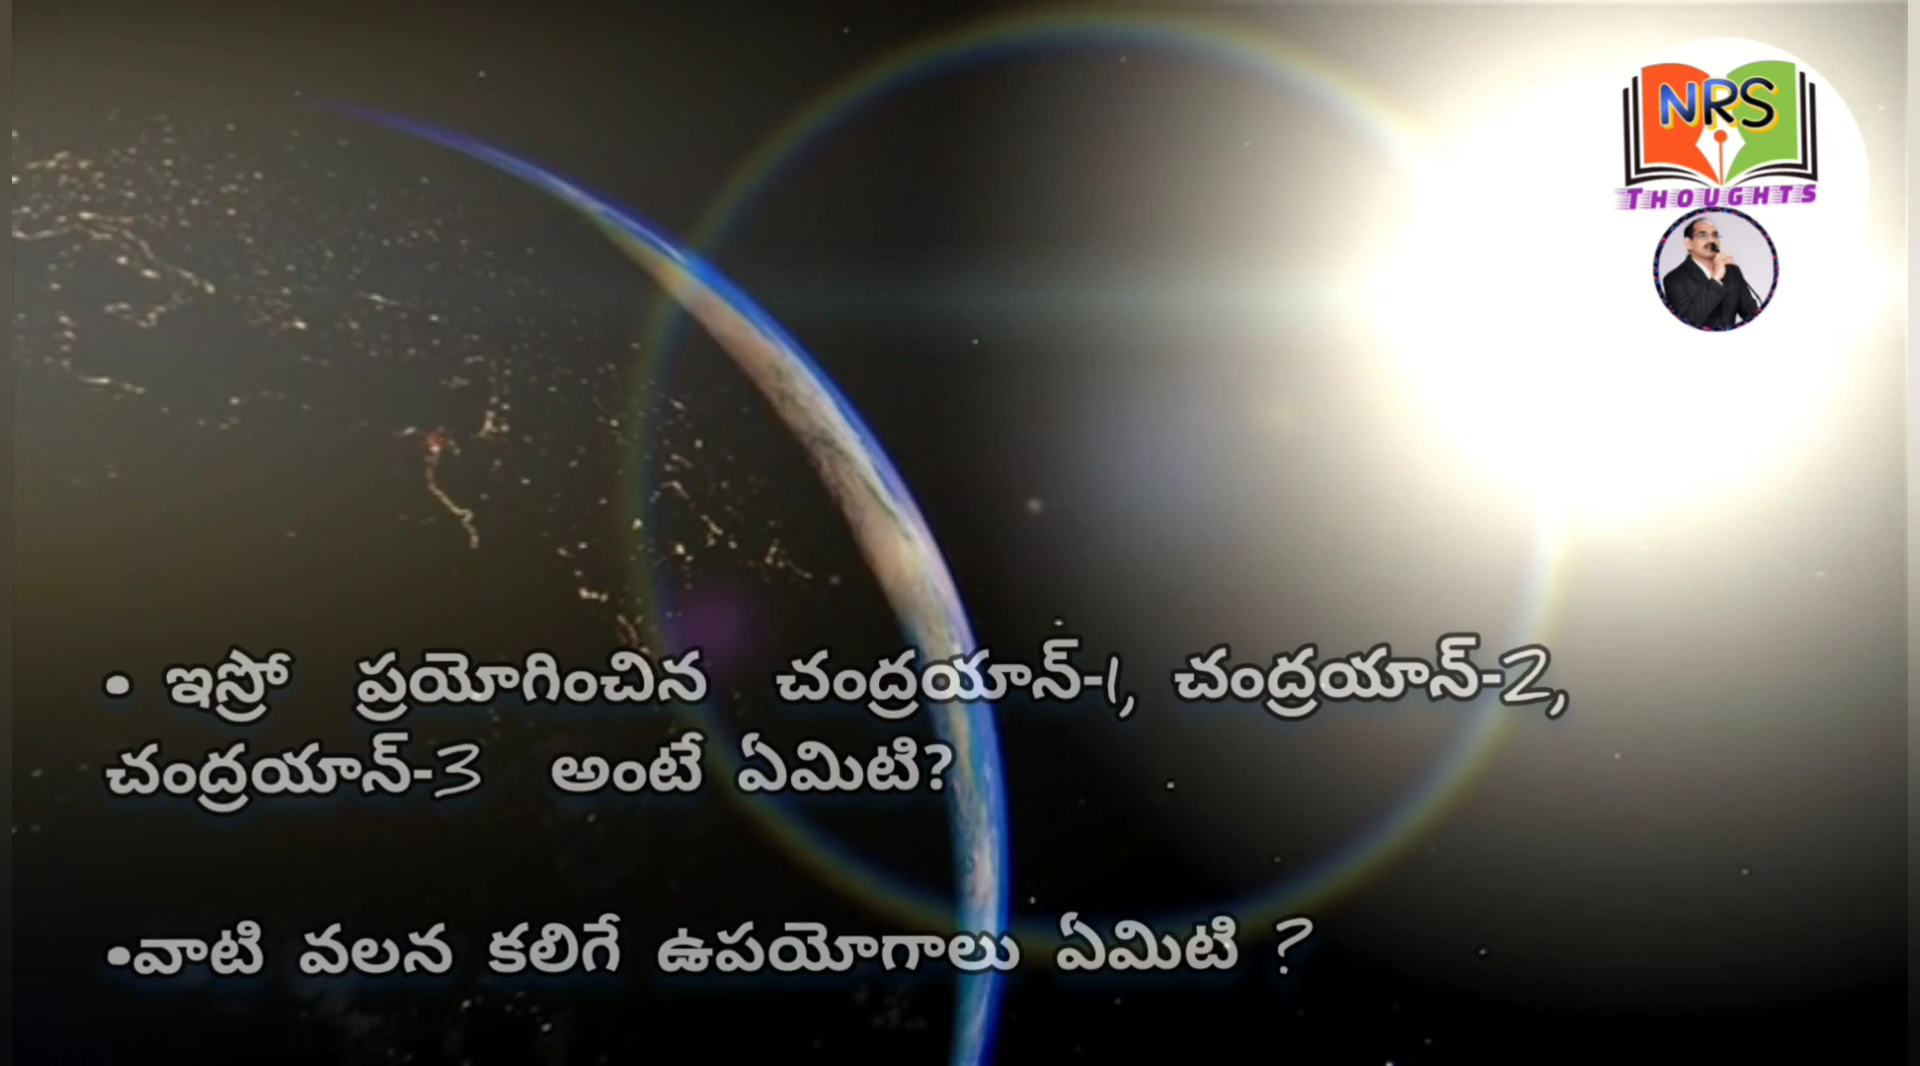 NRS
THOUGHTS
• ఇస్రో ప్రయోగించిన చంద్రయాన్-1, చంద్రయాన్-2,
చంద్రయాన్-3 అంటే ఏమిటి?
•వాటి వలన కలిగే ఉపయోగాలు ఏమిటి ?